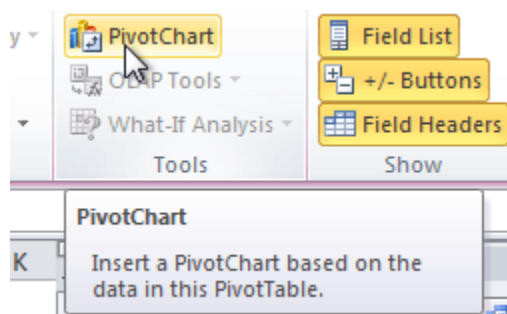 y
PivotChart
OLAP Tools
What-If Analysis
Tools
Field List
+/- Buttons
Field Headers
Show
PivotChart
Insert a PivotChart based on the
data in this PivotTable.
K